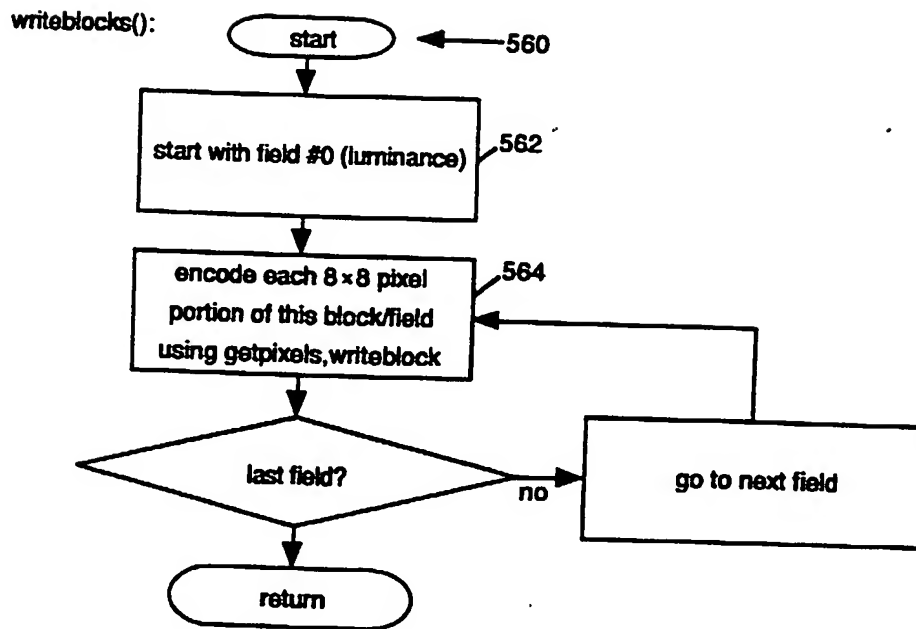 writeblocks():
start
560
start with field #0 (luminance)
562
encode each 8×8 pixel
portion of this block/field
using getpixels,writeblock
564
last field?
no
go to next field
return